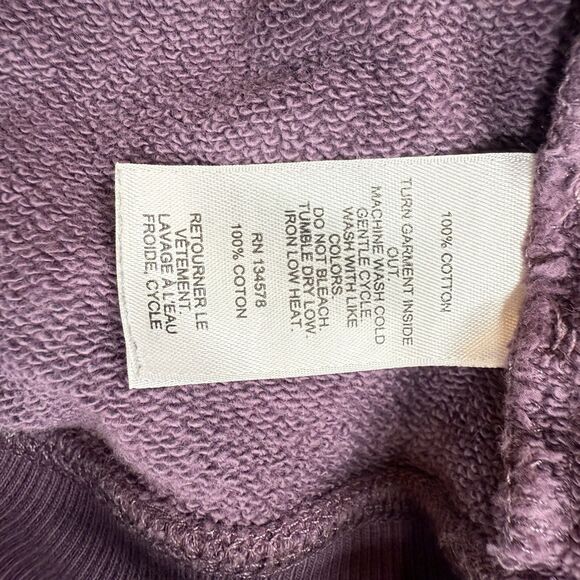 100% COTTON
TURN GARMENT INSIDE
OUT.
MACHINE WASH COLD
GENTLE CYCLE.
WASH WITH LIKE
COLORS.
DO NOT BLEACH.
TUMBLE DRY LOW.
IRON LOW HEAT.
RN 134578
100% COTON
RETOURNER LE
VÊTEMENT.
LAVAGE À L'EAU
FROIDE, CYCLE